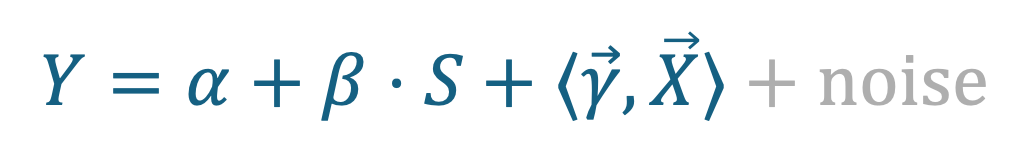 Y = α + β · S + ⟨γ⃗, X⃗⟩ + noise